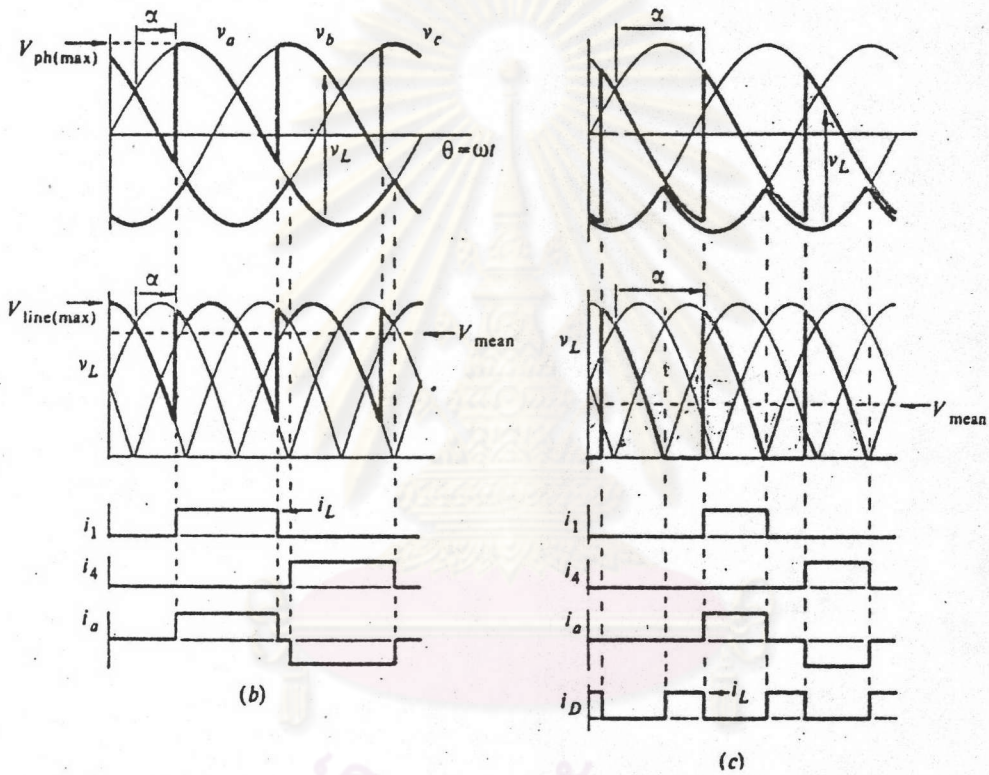 α
v_a
v_b
v_c
V_ph(max)
v_L
θ = ωt
α
V_line(max)
v_L
V_mean
i_1
i_L
i_4
i_a
(b)
α
v_L
v_L
V_mean
i_1
i_4
i_a
i_D
i_L
(c)